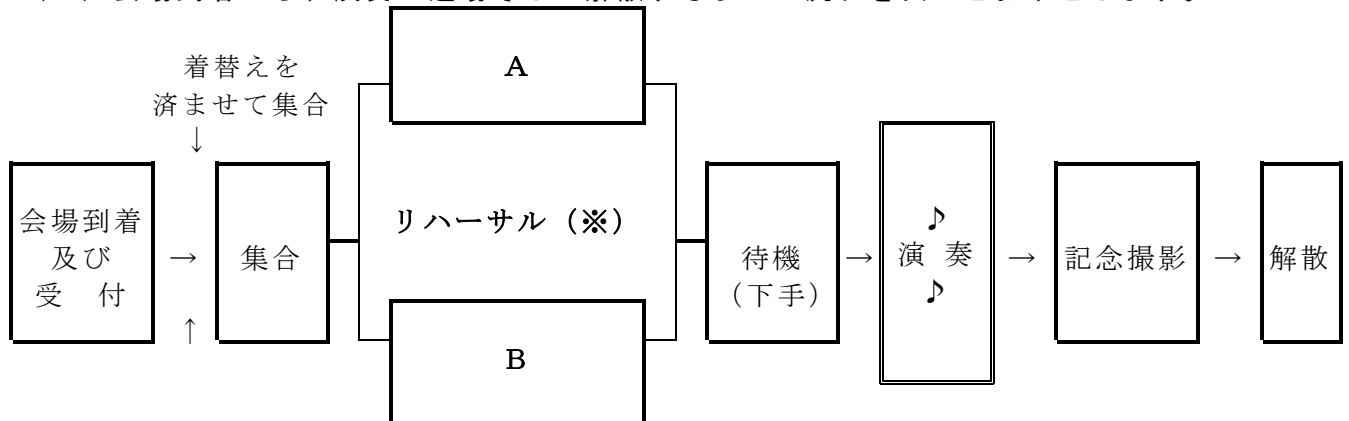 着替えを
済ませて集合
↓
A
会場到着
及び
受 付
→
↑
集合
リハーサル（※）
B
待機
（下手）
→
♪
演 奏
♪
→
記念撮影
→
解散